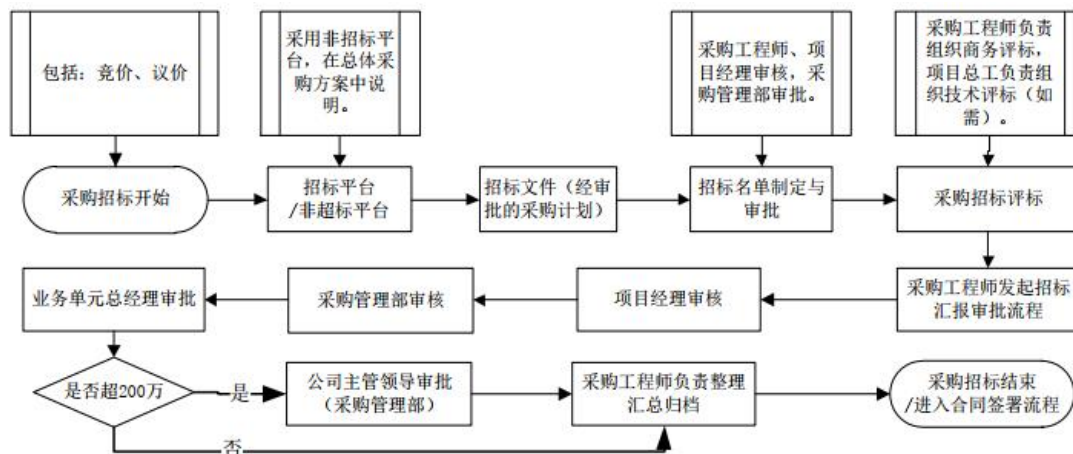 包括：竞价、议价
采用非招标平
台，在总体采
购方案中说
明。
采购工程师、项
目经理审核，采
购管理部审批。
采购工程师负责
组织商务评标，
项目总工负责组
织技术评标（如
需）。
采购招标开始
招标平台
/非超标平台
招标文件（经审
批的采购计划）
招标名单制定与
审批
采购招标评标
业务单元总经理审批
采购管理部审核
项目经理审核
采购工程师发起招标
汇报审批流程
是否超200万
是
公司主管领导审批
（采购管理部）
采购工程师负责整理
汇总归档
采购招标结束
/进入合同签署流程
否